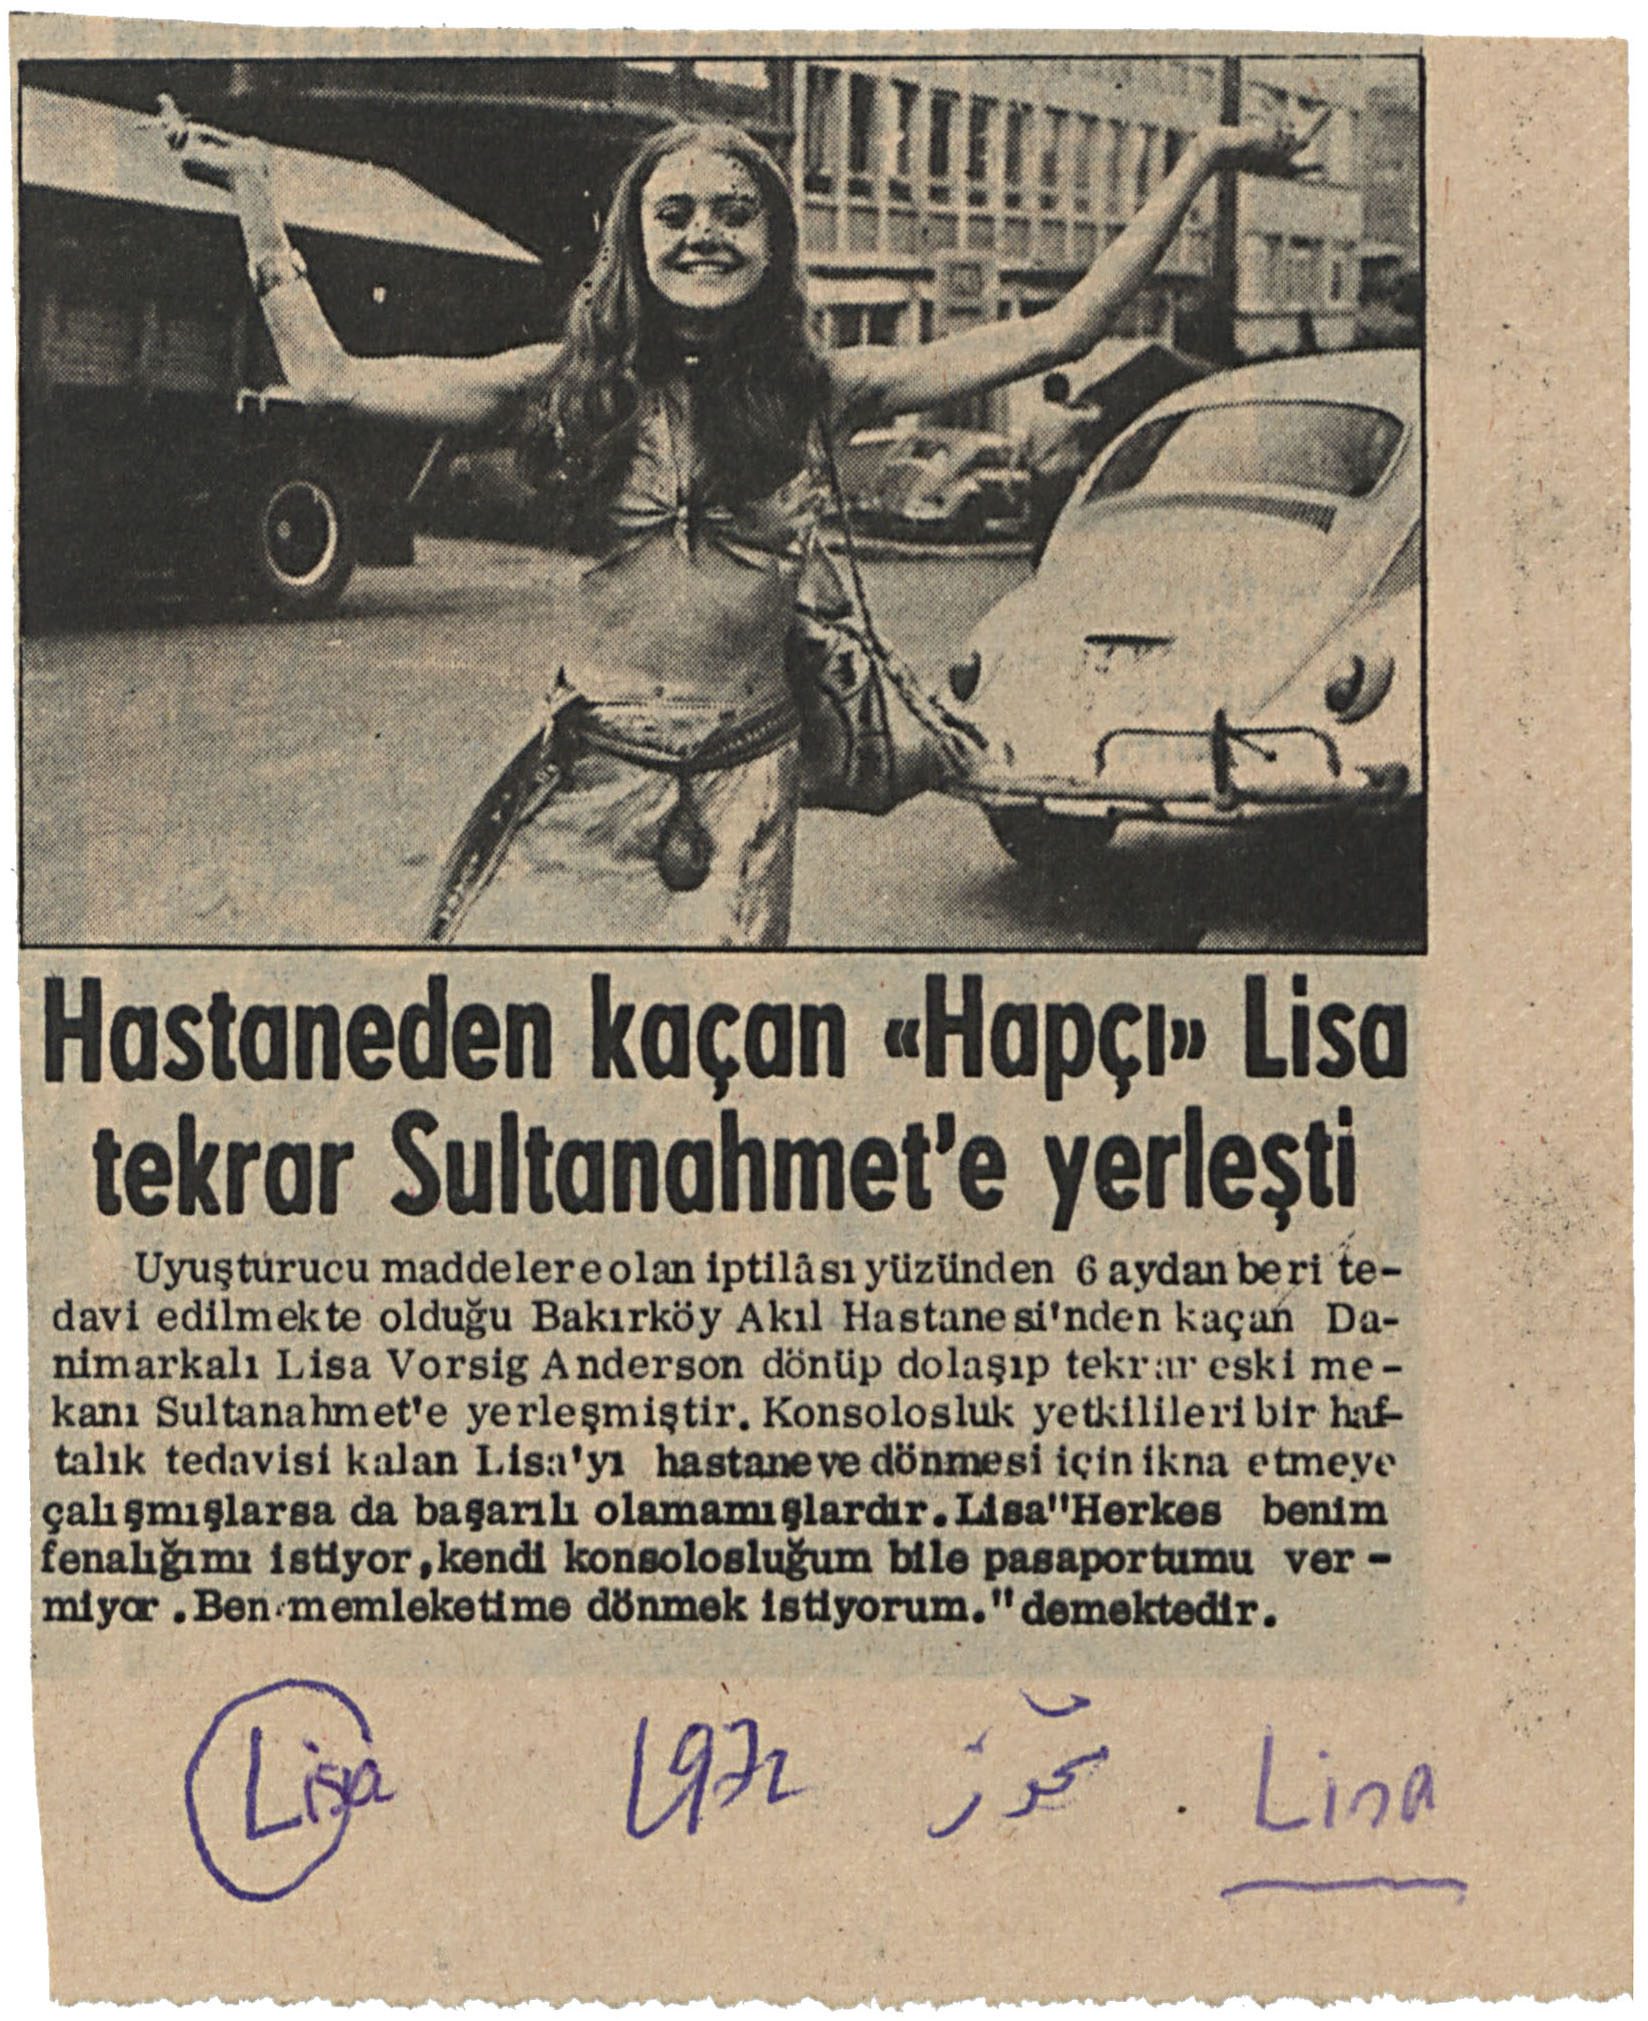 Hastaneden kaçan «Hapçı» Lisa
tekrar Sultanahmet'e yerleşti
Uyuşturucu maddelere olan iptilâsı yüzünden 6 aydan beri te-
davi edilmekte olduğu Bakırköy Akıl Hastanesi'nden kaçan Da-
nimarkalı Lisa Vorsig Anderson dönüp dolaşıp tekrar eski me-
kanı Sultanahmet'e yerleşmiştir. Konsolosluk yetkilileri bir haf-
talık tedavisi kalan Lisa'yı hastaneye dönmesi için ikna etmeye
çalışmışlarsa da başarılı olamamışlardır. Lisa "Herkes benim
fenalığımı istiyor, kendi konsolosluğum bile pasaportumu ver-
miyor. Ben memleketime dönmek istiyorum." demektedir.
Lisa 1972 Lisa